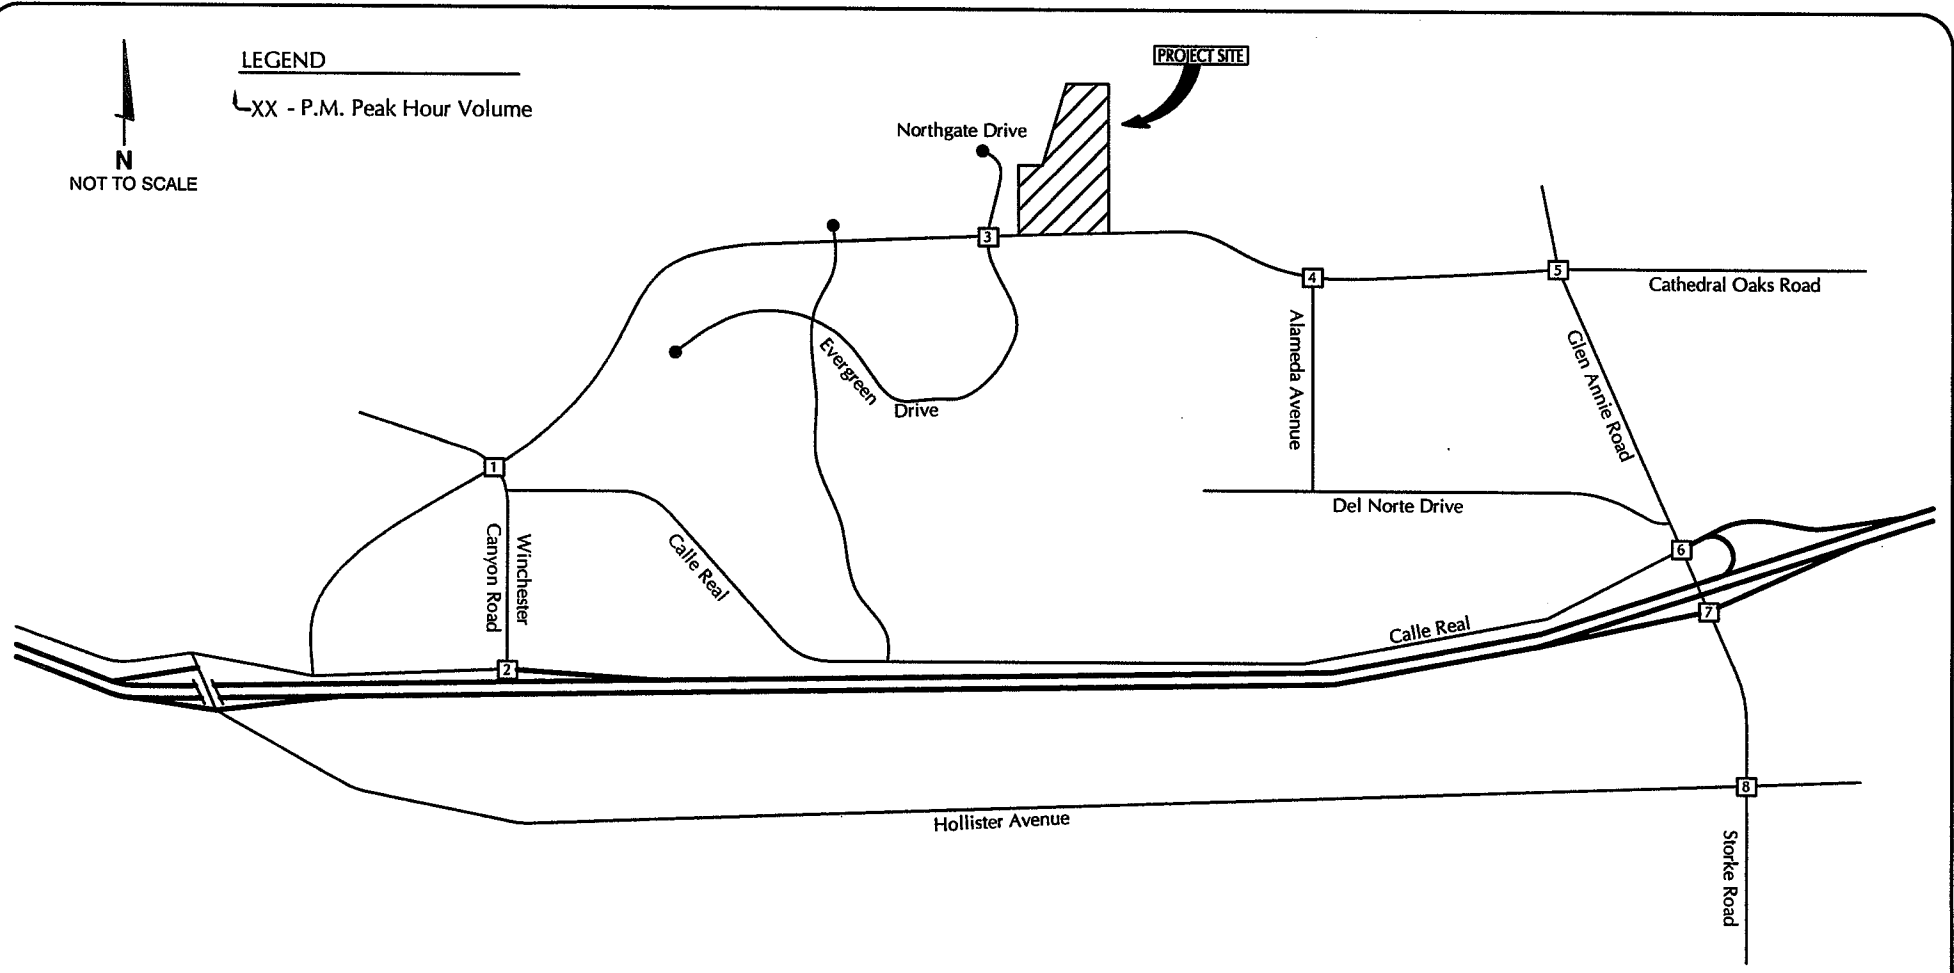 LEGEND
XX - P.M. Peak Hour Volume
N
NOT TO SCALE
PROJECT SITE
Northgate Drive
3
4
5
Cathedral Oaks Road
Alameda Avenue
Glen Annie Road
Evergreen
Drive
1
Del Norte Drive
Winchester
Canyon Road
Calle Real
6
7
Calle Real
2
8
Hollister Avenue
Storke Road